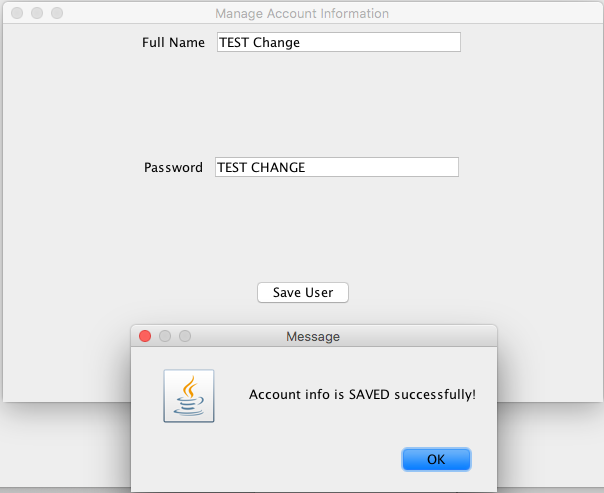 Manage Account Information
Full Name TEST Change
Password TEST CHANGE
Save User
Message
Account info is SAVED successfully!
OK